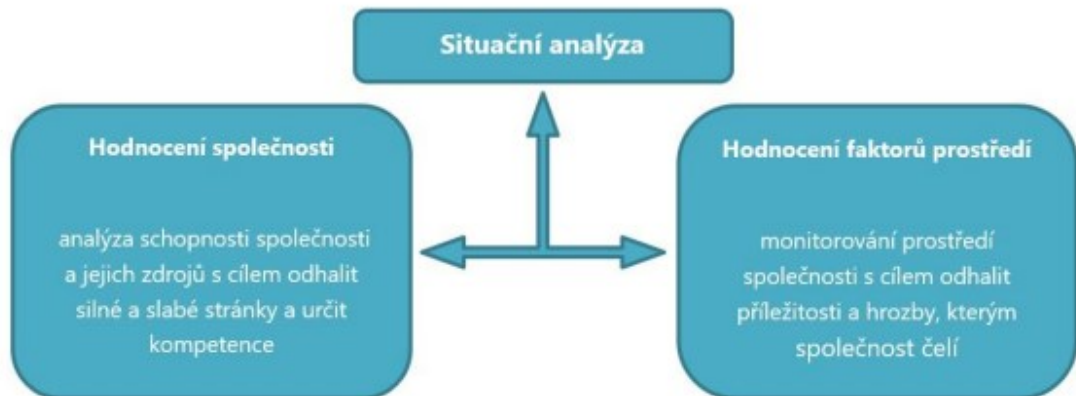 Situační analýza
Hodnocení společnosti
analýza schopnosti společnosti
a jejich zdrojů s cílem odhalit
silné a slabé stránky a určit
kompetence
Hodnocení faktorů prostředí
monitorování prostředí
společnosti s cílem odhalit
příležitosti a hrozby, kterým
společnost čelí